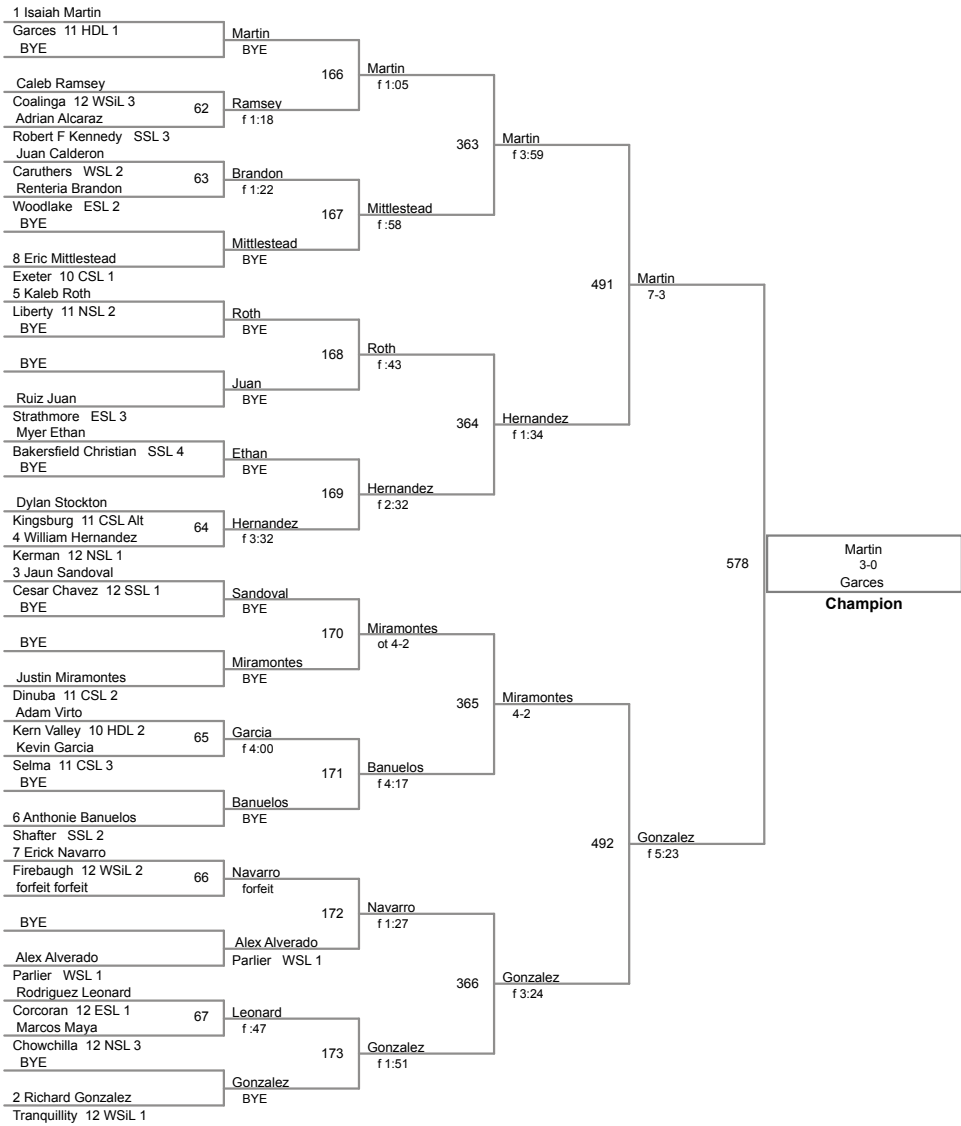 1 Isaiah Martin
Garces 11 HDL 1
BYE
Caleb Ramsey
Coalinga 12 WSiL 3
Adrian Alcaraz
Robert F Kennedy SSL 3
Juan Calderon
Caruthers WSL 2
Renteria Brandon
Woodlake ESL 2
BYE
8 Eric Mittlestead
Exeter 10 CSL 1
5 Kaleb Roth
Liberty 11 NSL 2
BYE
BYE
Ruiz Juan
Strathmore ESL 3
Myer Ethan
Bakersfield Christian SSL 4
BYE
Dylan Stockton
Kingsburg 11 CSL Alt
4 William Hernandez
Kerman 12 NSL 1
3 Jaun Sandoval
Cesar Chavez 12 SSL 1
BYE
BYE
Justin Miramontes
Dinuba 11 CSL 2
Adam Virto
Kern Valley 10 HDL 2
Kevin Garcia
Selma 11 CSL 3
BYE
6 Anthonie Banuelos
Shafter SSL 2
7 Erick Navarro
Firebaugh 12 WSiL 2
forfeit forfeit
BYE
Alex Alverado
Parlier WSL 1
Rodriguez Leonard
Corcoran 12 ESL 1
Marcos Maya
Chowchilla 12 NSL 3
BYE
2 Richard Gonzalez
Tranquillity 12 WSiL 1
62
63
64
65
66
67
Martin
BYE
Ramsey
f 1:18
Brandon
f 1:22
Mittlestead
BYE
Roth
BYE
Juan
BYE
Ethan
BYE
Hernandez
f 3:32
Sandoval
BYE
Miramontes
BYE
Garcia
f 4:00
Banuelos
BYE
Navarro
forfeit
Alex Alverado
Parlier WSL 1
Leonard
f :47
Gonzalez
BYE
166
167
168
169
170
171
172
173
Martin
f 1:05
Mittlestead
f :58
Roth
f :43
Hernandez
f 2:32
Miramontes
ot 4-2
Banuelos
f 4:17
Navarro
f 1:27
Gonzalez
f 1:51
363
364
365
366
Martin
f 3:59
Hernandez
f 1:34
Miramontes
4-2
Gonzalez
f 3:24
491
492
Martin
7-3
Gonzalez
f 5:23
578
Martin
3-0
Garces
Champion